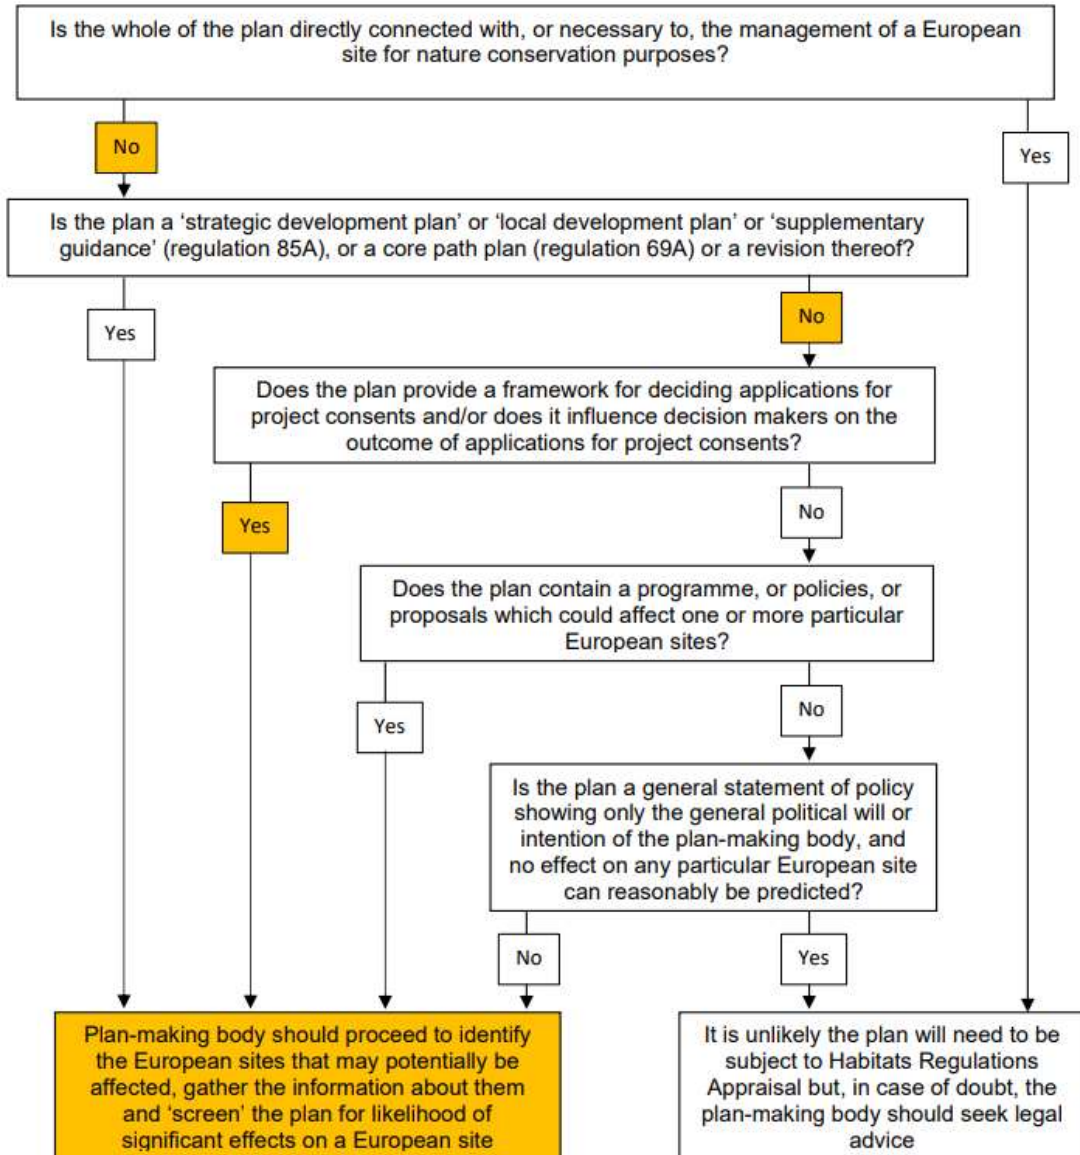 Is the whole of the plan directly connected with, or necessary to, the management of a European
site for nature conservation purposes?
No
Yes
Is the plan a ‘strategic development plan’ or ‘local development plan’ or ‘supplementary
guidance’ (regulation 85A), or a core path plan (regulation 69A) or a revision thereof?
Yes
No
Does the plan provide a framework for deciding applications for
project consents and/or does it influence decision makers on the
outcome of applications for project consents?
Yes
No
Does the plan contain a programme, or policies, or
proposals which could affect one or more particular
European sites?
Yes
No
Is the plan a general statement of policy
showing only the general political will or
intention of the plan-making body, and
no effect on any particular European site
can reasonably be predicted?
No
Yes
Plan-making body should proceed to identify
the European sites that may potentially be
affected, gather the information about them
and ‘screen’ the plan for likelihood of
significant effects on a European site
It is unlikely the plan will need to be
subject to Habitats Regulations
Appraisal but, in case of doubt, the
plan-making body should seek legal
advice